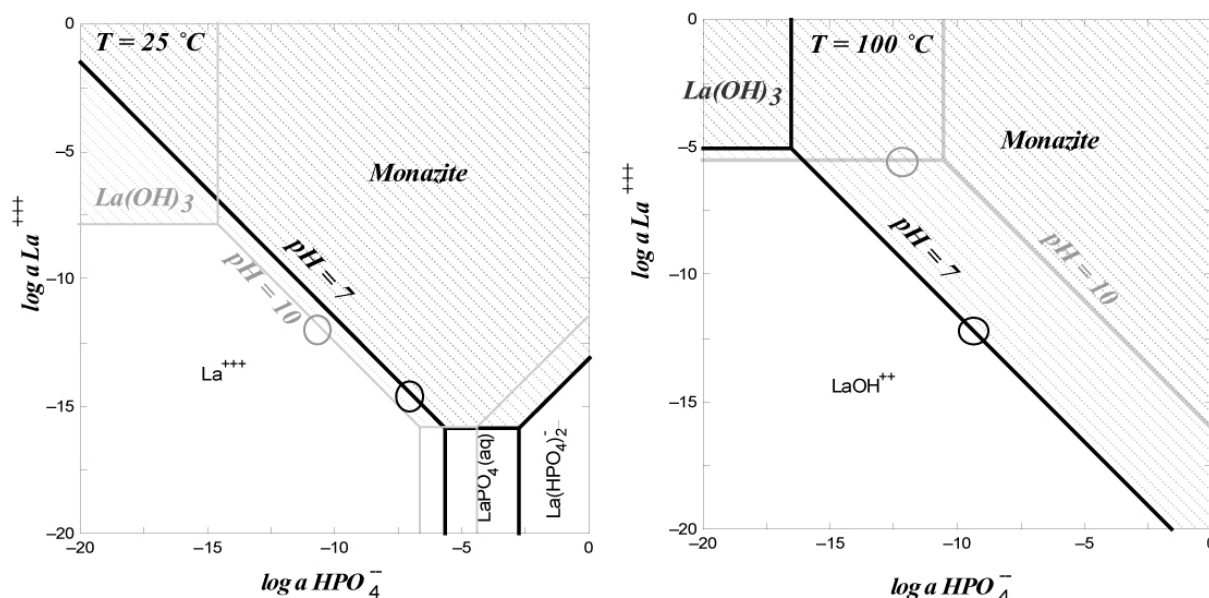 T = 25 °C
0
−5
−10
−15
−20
log a La+++
Monazite
La(OH)3
pH = 7
pH = 10
La+++
LaPO4(aq)
La(HPO4)2-
−20
−15
−10
−5
0
log a HPO4--
T = 100 °C
0
−5
−10
−15
−20
log a La+++
La(OH)3
Monazite
pH = 7
pH = 10
LaOH++
−20
−15
−10
−5
0
log a HPO4--